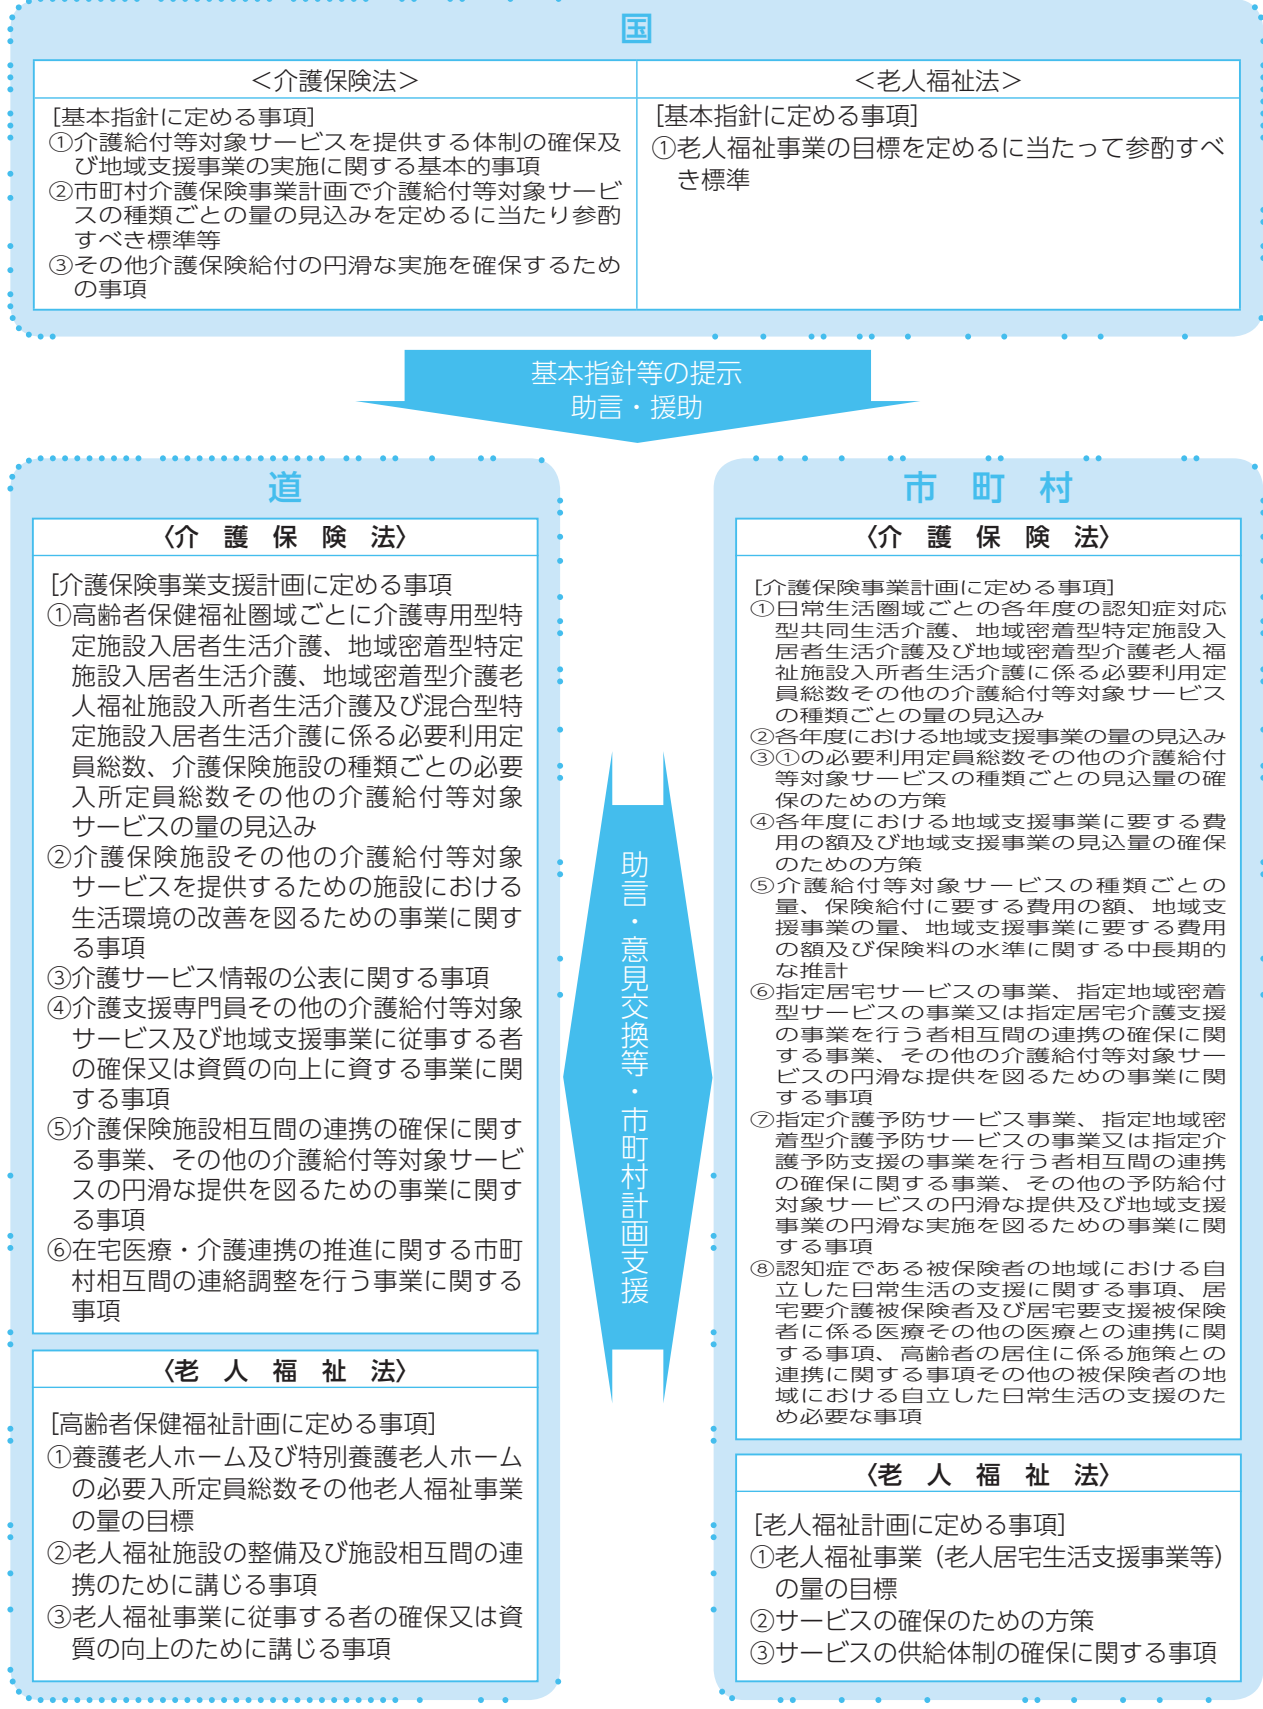 国
＜介護保険法＞
[基本指針に定める事項]
①介護給付等対象サービスを提供する体制の確保及
び地域支援事業の実施に関する基本的事項
②市町村介護保険事業計画で介護給付等対象サービ
スの種類ごとの量の見込みを定めるに当たり参酌
すべき標準等
③その他介護保険給付の円滑な実施を確保するため
の事項
＜老人福祉法＞
[基本指針に定める事項]
①老人福祉事業の目標を定めるに当たって参酌すべ
き標準
基本指針等の提示
助言・援助
道
〈介　護　保　険　法〉
[介護保険事業支援計画に定める事項
①高齢者保健福祉圏域ごとに介護専用型特
定施設入居者生活介護、地域密着型特定
施設入居者生活介護、地域密着型介護老
人福祉施設入所者生活介護及び混合型特
定施設入居者生活介護に係る必要利用定
員総数、介護保険施設の種類ごとの必要
入所定員総数その他の介護給付等対象
サービスの量の見込み
②介護保険施設その他の介護給付等対象
サービスを提供するための施設における
生活環境の改善を図るための事業に関す
る事項
③介護サービス情報の公表に関する事項
④介護支援専門員その他の介護給付等対象
サービス及び地域支援事業に従事する者
の確保又は資質の向上に資する事業に関
する事項
⑤介護保険施設相互間の連携の確保に関す
る事業、その他の介護給付等対象サービ
スの円滑な提供を図るための事業に関す
る事項
⑥在宅医療・介護連携の推進に関する市町
村相互間の連絡調整を行う事業に関する
事項
〈老　人　福　祉　法〉
[高齢者保健福祉計画に定める事項]
①養護老人ホーム及び特別養護老人ホーム
の必要入所定員総数その他老人福祉事業
の量の目標
②老人福祉施設の整備及び施設相互間の連
携のために講じる事項
③老人福祉事業に従事する者の確保又は資
質の向上のために講じる事項
助言・意見交換等・市町村計画支援
市　町　村
〈介　護　保　険　法〉
[介護保険事業計画に定める事項]
①日常生活圏域ごとの各年度の認知症対応
型共同生活介護、地域密着型特定施設入
居者生活介護及び地域密着型介護老人福
祉施設入所者生活介護に係る必要利用定
員総数その他の介護給付等対象サービス
の種類ごとの量の見込み
②各年度における地域支援事業の量の見込み
③①の必要利用定員総数その他の介護給付
等対象サービスの種類ごとの見込量の確
保のための方策
④各年度における地域支援事業に要する費
用の額及び地域支援事業の見込量の確保
のための方策
⑤介護給付等対象サービスの種類ごとの
量、保険給付に要する費用の額、地域支
援事業の量、地域支援事業に要する費用
の額及び保険料の水準に関する中長期的
な推計
⑥指定居宅サービスの事業、指定地域密着
型サービスの事業又は指定居宅介護支援
の事業を行う者相互間の連携の確保に関
する事業、その他の介護給付等対象サー
ビスの円滑な提供を図るための事業に関
する事項
⑦指定介護予防サービス事業、指定地域密
着型介護予防サービスの事業又は指定介
護予防支援の事業を行う者相互間の連携
の確保に関する事業、その他の予防給付
対象サービスの円滑な提供及び地域支援
事業の円滑な実施を図るための事業に関
する事項
⑧認知症である被保険者の地域における自
立した日常生活の支援に関する事項、居
宅要介護被保険者及び居宅要支援被保険
者に係る医療その他の医療との連携に関
する事項、高齢者の居住に係る施策との
連携に関する事項その他の被保険者の地
域における自立した日常生活の支援のた
め必要な事項
〈老　人　福　祉　法〉
[老人福祉計画に定める事項]
①老人福祉事業（老人居宅生活支援事業等）
の量の目標
②サービスの確保のための方策
③サービスの供給体制の確保に関する事項